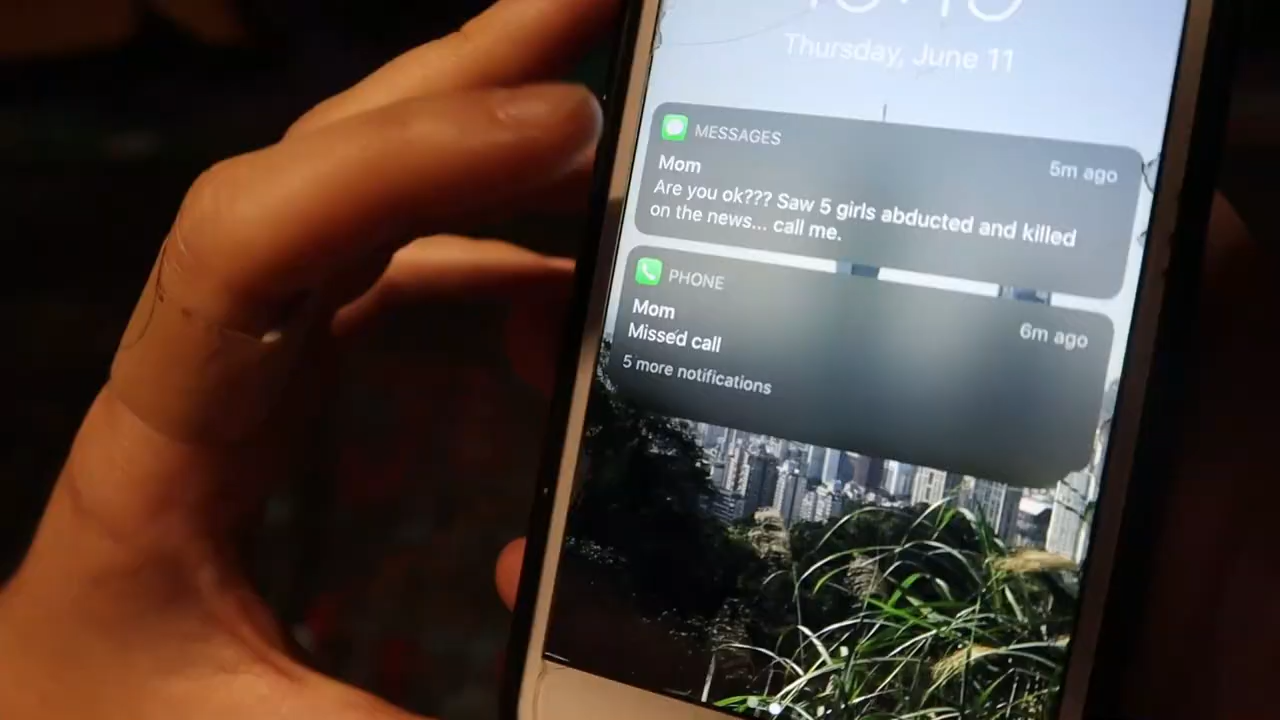 Thursday, June 11
MESSAGES
Mom
5m ago
Are you ok??? Saw 5 girls abducted and killed
on the news... call me.
PHONE
Mom
6m ago
Missed call
5 more notifications